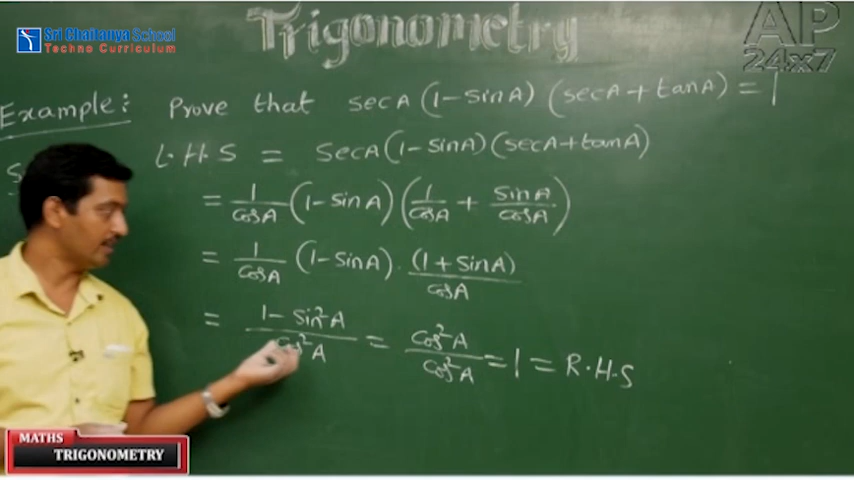 Sri Chaitanya School
Techno Curriculum
Trigonometry
AP
24x7
Example: Prove that secA (1-sinA) (secA + tanA) = 1
L.H.S = SecA (1-sinA) (secA+tanA)
= 1/cosA (1-sinA) (1/cosA + sinA/cosA)
= 1/cosA (1-sinA) . (1+sinA)/cosA
= 1-sin²A/cos²A = cos²A/cos²A = 1 = R.H.S
MATHS
TRIGONOMETRY